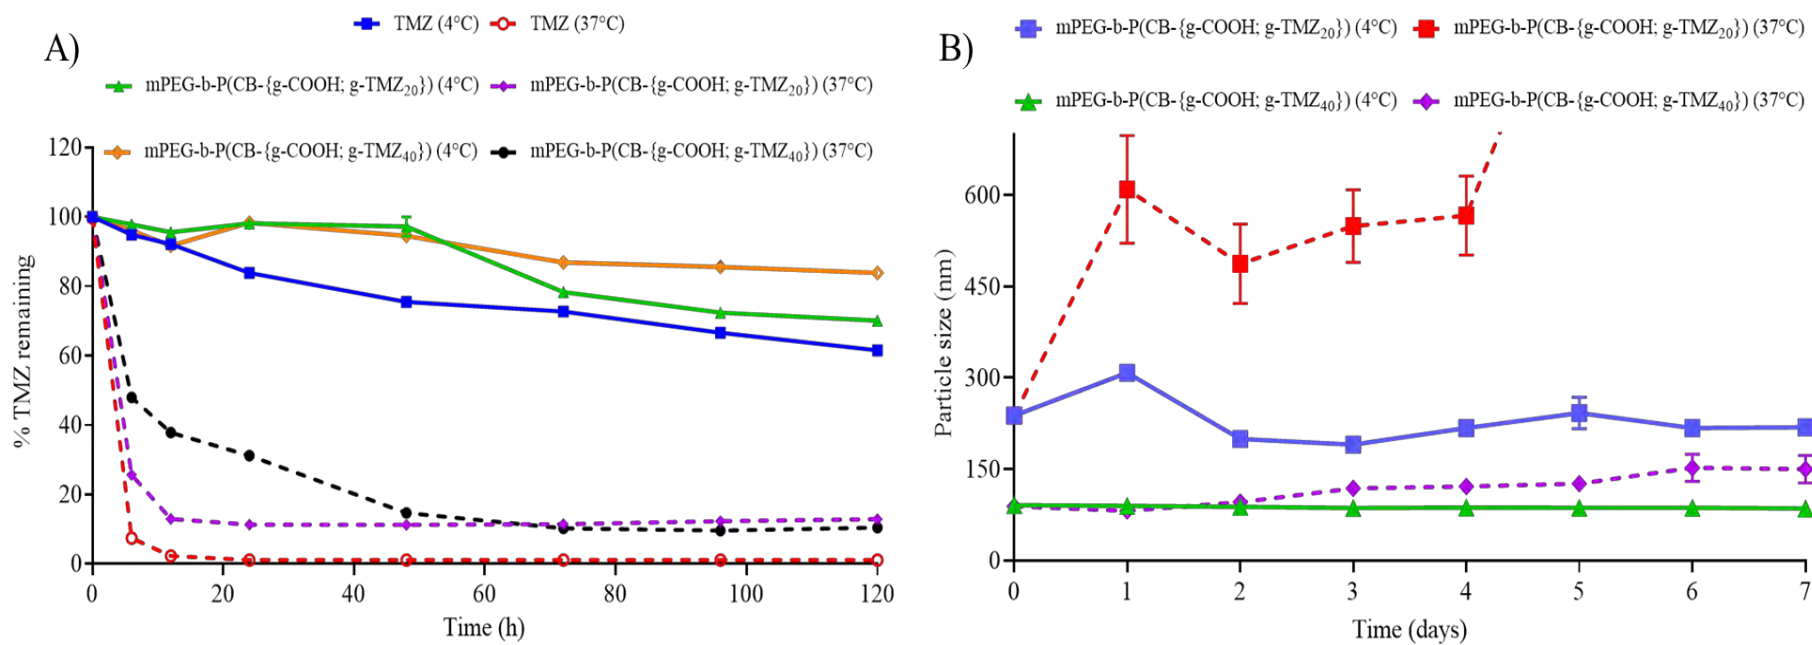 A)
TMZ (4°C) TMZ (37°C)
mPEG-b-P(CB-{g-COOH; g-TMZ₂₀}) (4°C) mPEG-b-P(CB-{g-COOH; g-TMZ₂₀}) (37°C)
mPEG-b-P(CB-{g-COOH; g-TMZ₄₀}) (4°C) mPEG-b-P(CB-{g-COOH; g-TMZ₄₀}) (37°C)
% TMZ remaining
120
100
80
60
40
20
0
0 20 40 60 80 100 120
Time (h)
B)
mPEG-b-P(CB-{g-COOH; g-TMZ₂₀}) (4°C) mPEG-b-P(CB-{g-COOH; g-TMZ₂₀}) (37°C)
mPEG-b-P(CB-{g-COOH; g-TMZ₄₀}) (4°C) mPEG-b-P(CB-{g-COOH; g-TMZ₄₀}) (37°C)
Particle size (nm)
600
450
300
150
0
0 1 2 3 4 5 6 7
Time (days)